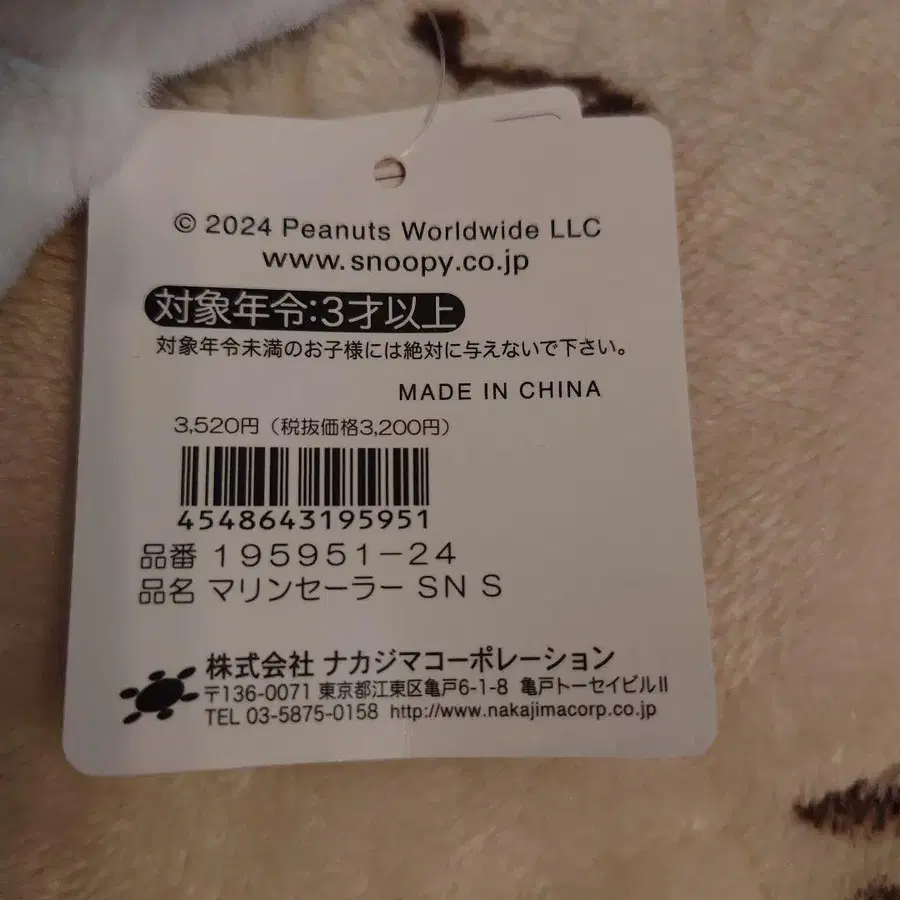 © 2024 Peanuts Worldwide LLC
www.snoopy.co.jp
対象年令:3才以上
対象年令未満のお子様には絶対に与えないで下さい。
MADE IN CHINA
3,520円(税抜価格3,200円)
4548643195951
品番 195951-24
品名 マリンセーラー SN S
株式会社 ナカジマコーポレーション
〒136-0071 東京都江東区亀戸6-1-8 亀戸トーセイビルⅡ
TEL 03-5875-0158 http://www.nakajimacorp.co.jp